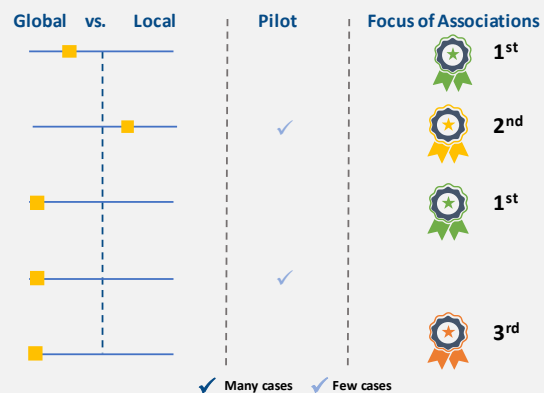 Global vs. Local Pilot Focus of Associations
1st
2nd
1st
3rd
Many cases Few cases